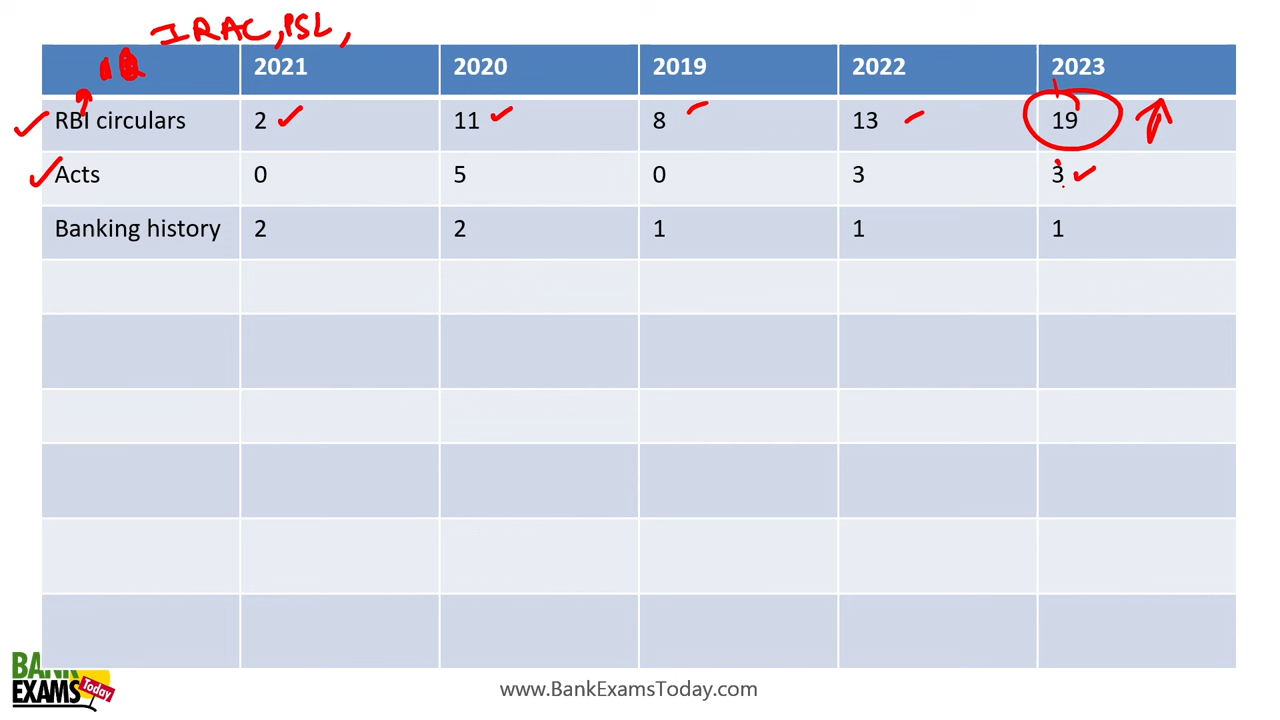 IRAC, PSL,
2021 2020 2019 2022 2023
RBI circulars 2 11 8 13 19
Acts 0 5 0 3 3
Banking history 2 2 1 1 1
BANK
EXAMS Today
www.BankExamsToday.com